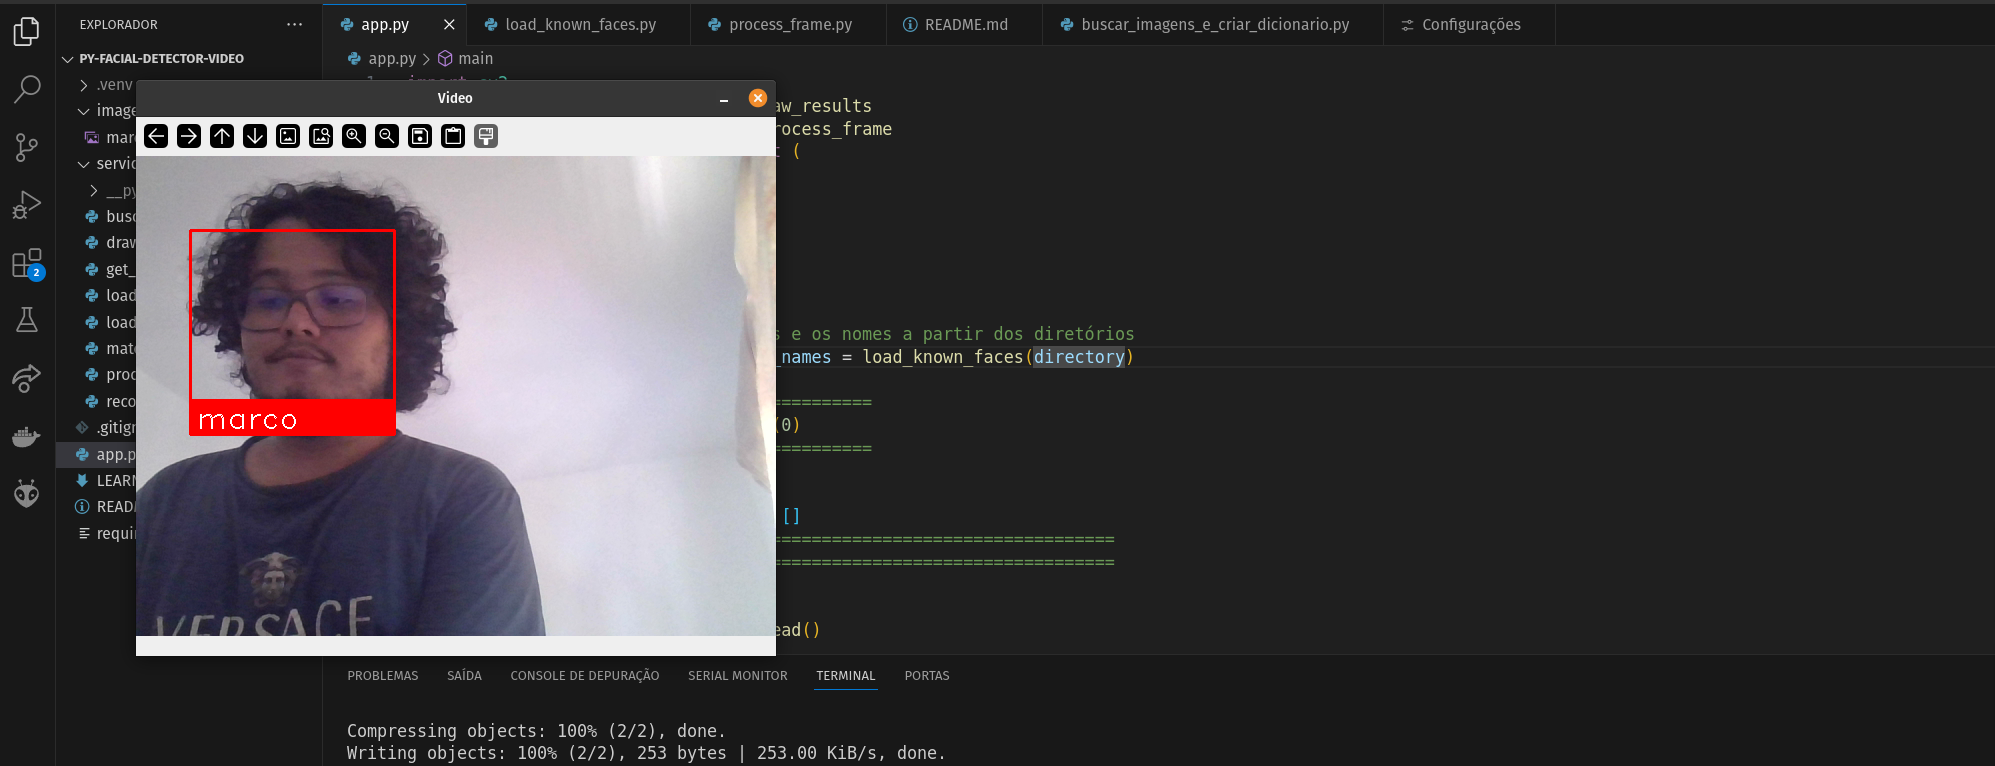 EXPLORADOR
PY-FACIAL-DETECTOR-VIDEO
.venv
image
mar
servic
__py
busc
draw
get_
load
load
mat
proc
reco
.gitigr
app.p
LEARN
READ
requi
2
app.py
load_known_faces.py
process_frame.py
README.md
buscar_imagens_e_criar_dicionario.py
Configurações
app.py > main
Video
aw_results
rocess_frame
t (
s e os nomes a partir dos diretórios
_names = load_known_faces(directory)
==========
(0)
==========
[]
=================================
=================================
ead()
marco
VERSACE
PROBLEMAS
SAÍDA
CONSOLE DE DEPURAÇÃO
SERIAL MONITOR
TERMINAL
PORTAS
Compressing objects: 100% (2/2), done.
Writing objects: 100% (2/2), 253 bytes | 253.00 KiB/s, done.